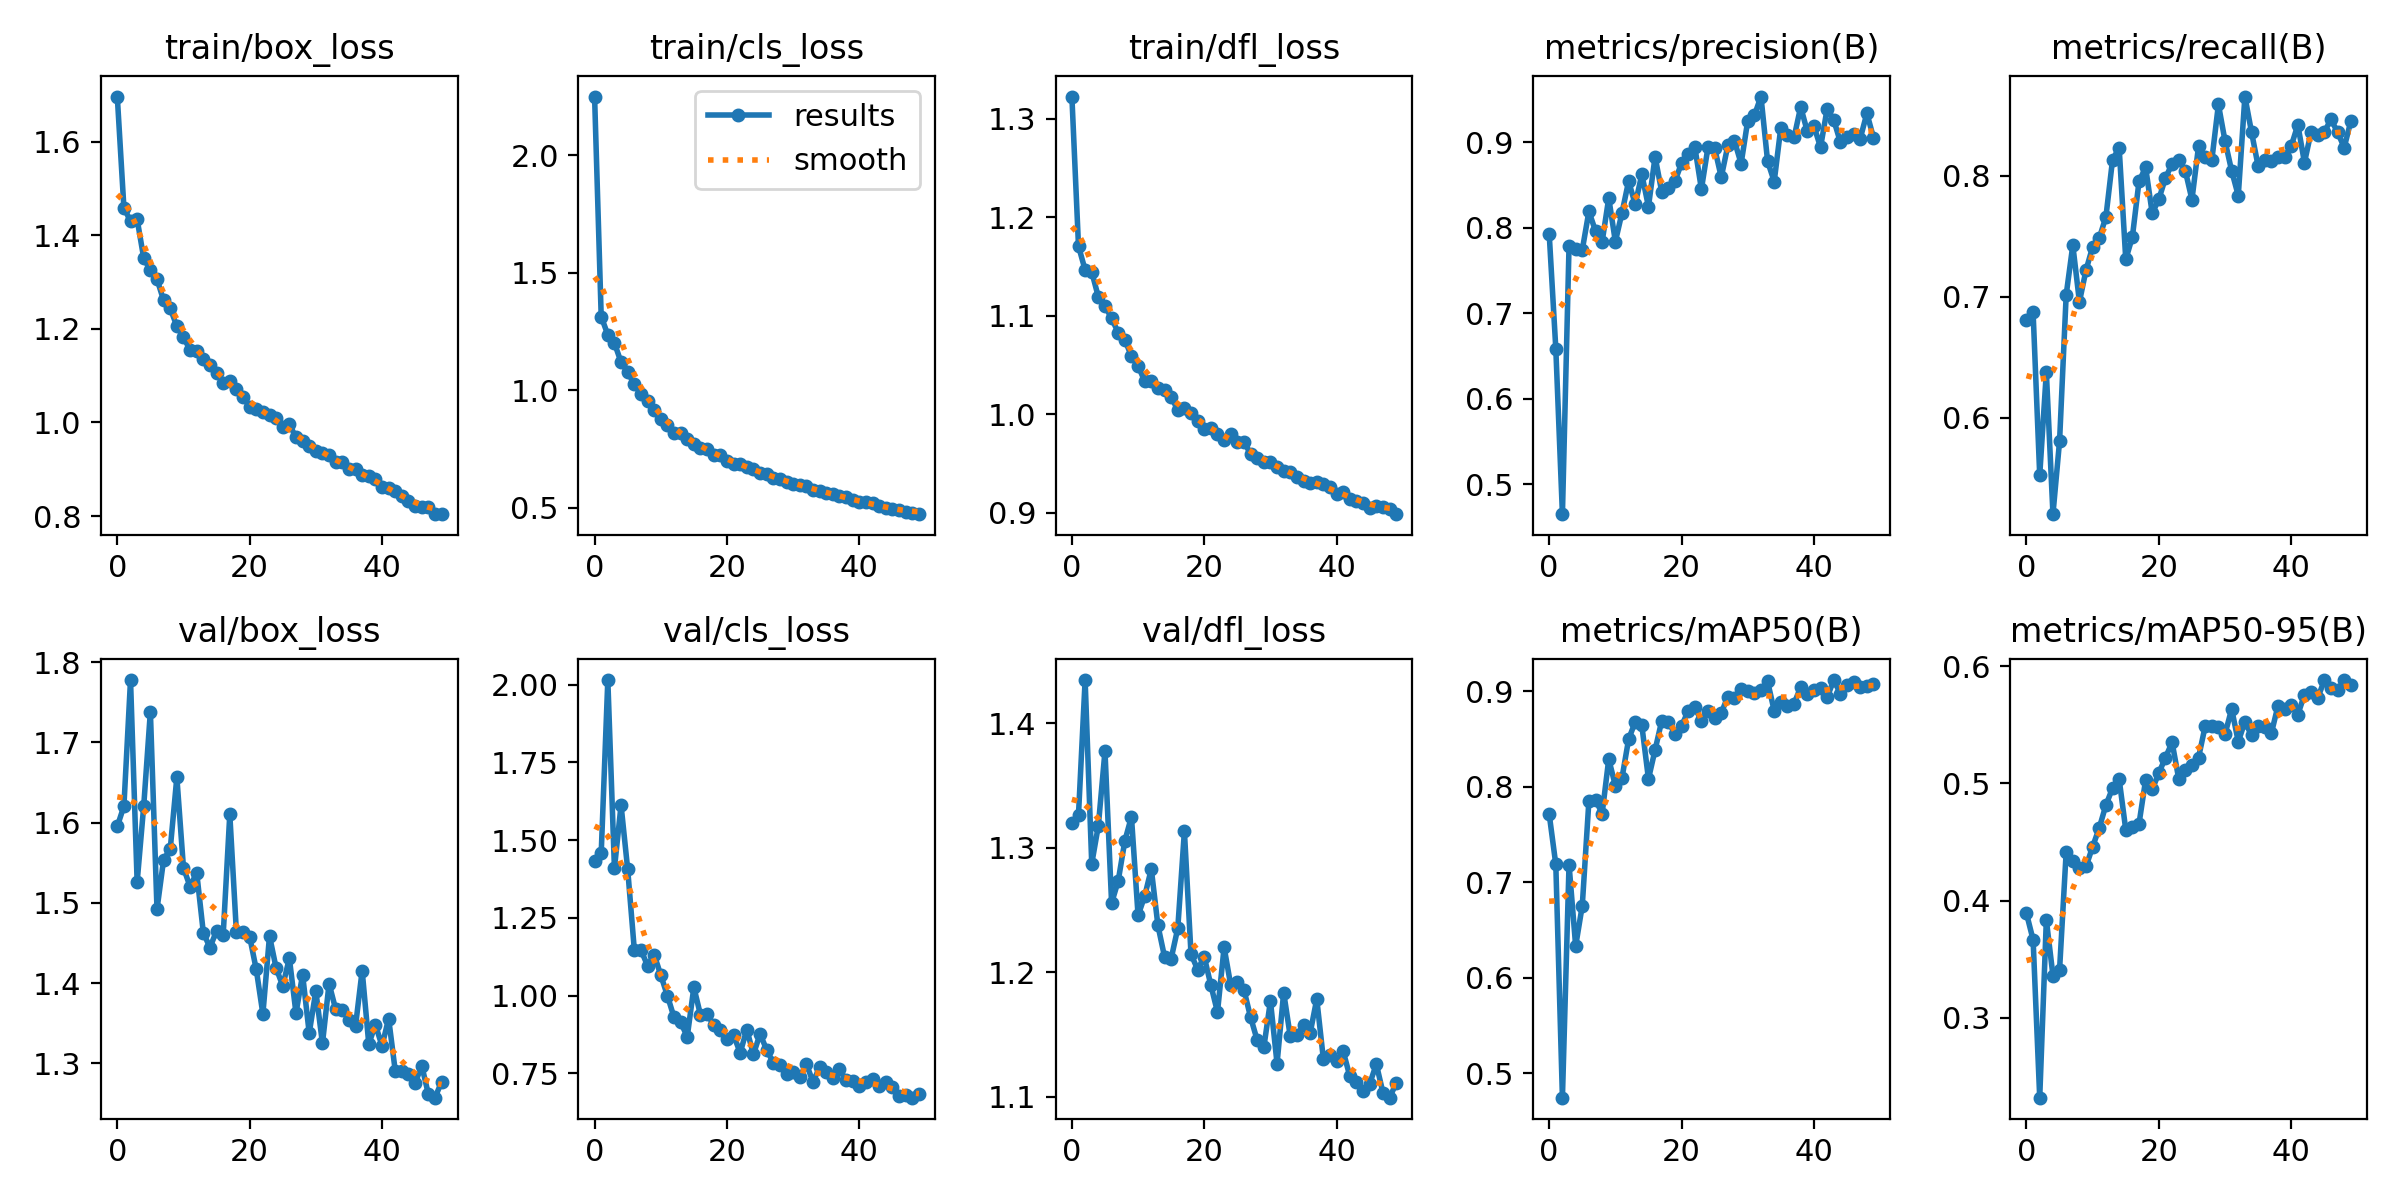 train/box_loss
1.6
1.4
1.2
1.0
0.8
0 20 40
train/cls_loss
results
smooth
2.0
1.5
1.0
0.5
0 20 40
train/dfl_loss
1.3
1.2
1.1
1.0
0.9
0 20 40
metrics/precision(B)
0.9
0.8
0.7
0.6
0.5
0 20 40
metrics/recall(B)
0.8
0.7
0.6
0 20 40
val/box_loss
1.8
1.7
1.6
1.5
1.4
1.3
0 20 40
val/cls_loss
2.00
1.75
1.50
1.25
1.00
0.75
0 20 40
val/dfl_loss
1.4
1.3
1.2
1.1
0 20 40
metrics/mAP50(B)
0.9
0.8
0.7
0.6
0.5
0 20 40
metrics/mAP50-95(B)
0.6
0.5
0.4
0.3
0 20 40